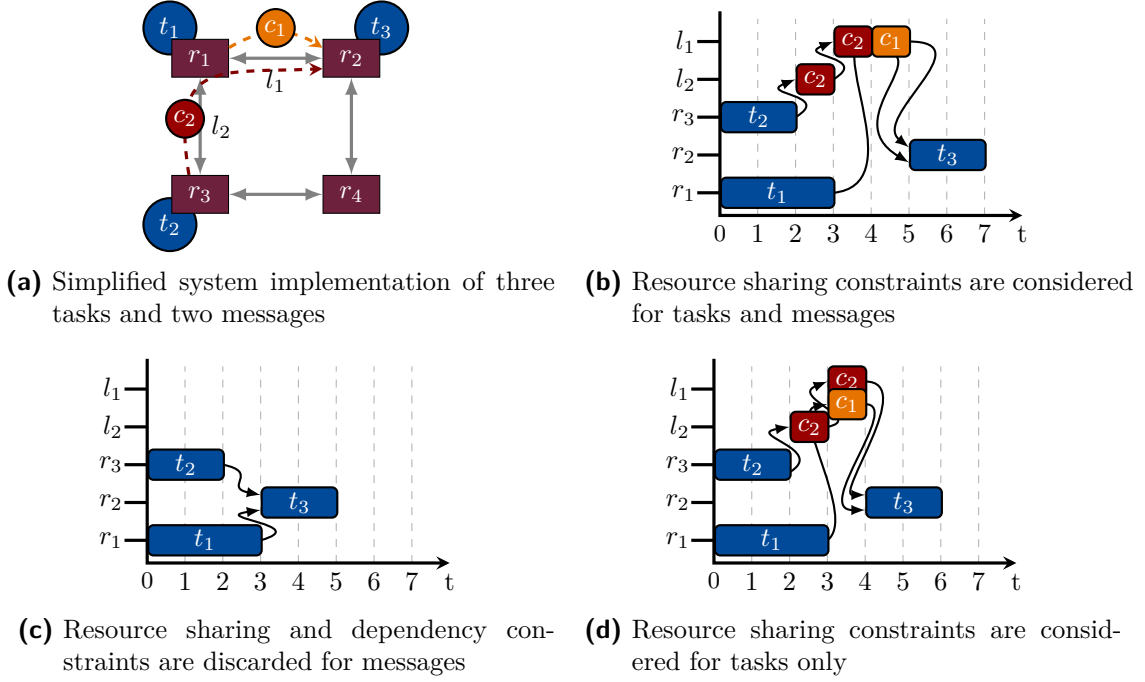 t1 c1 t3
r1 r2
l1
c2 l2
r3 r4
t2
(a) Simplified system implementation of three
tasks and two messages
l1 c2 c1
l2 c2
r3 t2
r2 t3
r1 t1
0 1 2 3 4 5 6 7 t
(b) Resource sharing constraints are considered
for tasks and messages
l1
l2
r3 t2
r2 t3
r1 t1
0 1 2 3 4 5 6 7 t
(c) Resource sharing and dependency con-
straints are discarded for messages
l1 c2
c1
l2 c2
r3 t2
r2 t3
r1 t1
0 1 2 3 4 5 6 7 t
(d) Resource sharing constraints are consid-
ered for tasks only